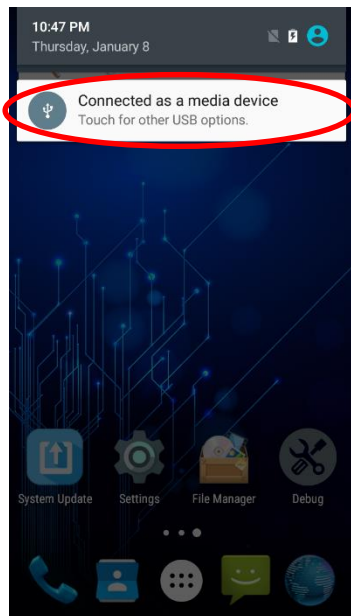 10:47 PM
Thursday, January 8
Connected as a media device
Touch for other USB options.
System Update
Settings
File Manager
Debug